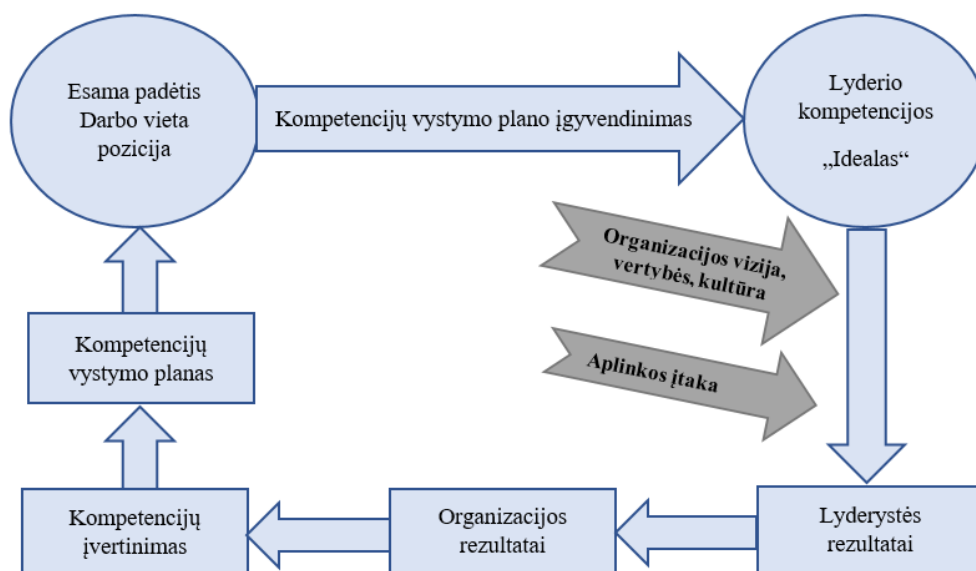 Esama padėtis
Darbo vieta
pozicija
Kompetencijų vystymo plano įgyvendinimas
Lyderio
kompetencijos
„Idealas“
Organizacijos vizija,
vertybės, kultūra
Aplinkos įtaka
Kompetencijų
vystymo planas
Kompetencijų
įvertinimas
Organizacijos
rezultatai
Lyderystės
rezultatai